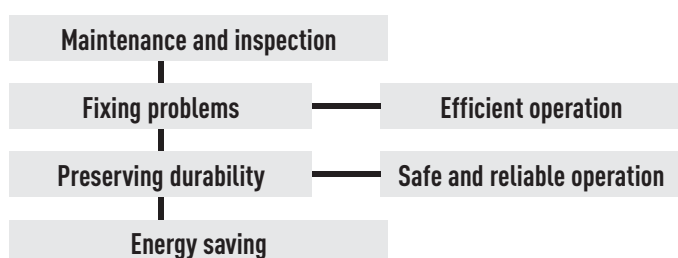 Maintenance and inspection
Fixing problems
Efficient operation
Preserving durability
Safe and reliable operation
Energy saving